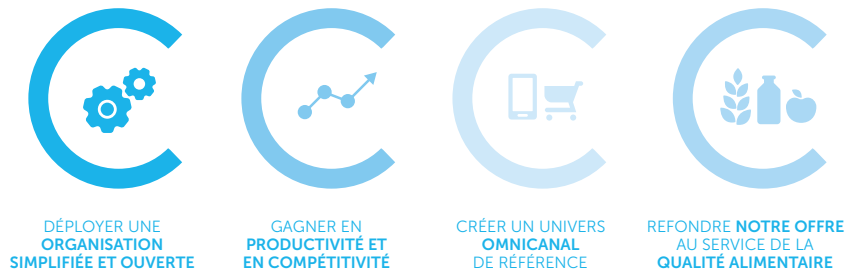 DÉPLOYER UNE
ORGANISATION
SIMPLIFIÉE ET OUVERTE
GAGNER EN
PRODUCTIVITÉ ET
EN COMPÉTITIVITÉ
CRÉER UN UNIVERS
OMNICANAL
DE RÉFÉRENCE
REFONDRE NOTRE OFFRE
AU SERVICE DE LA
QUALITÉ ALIMENTAIRE